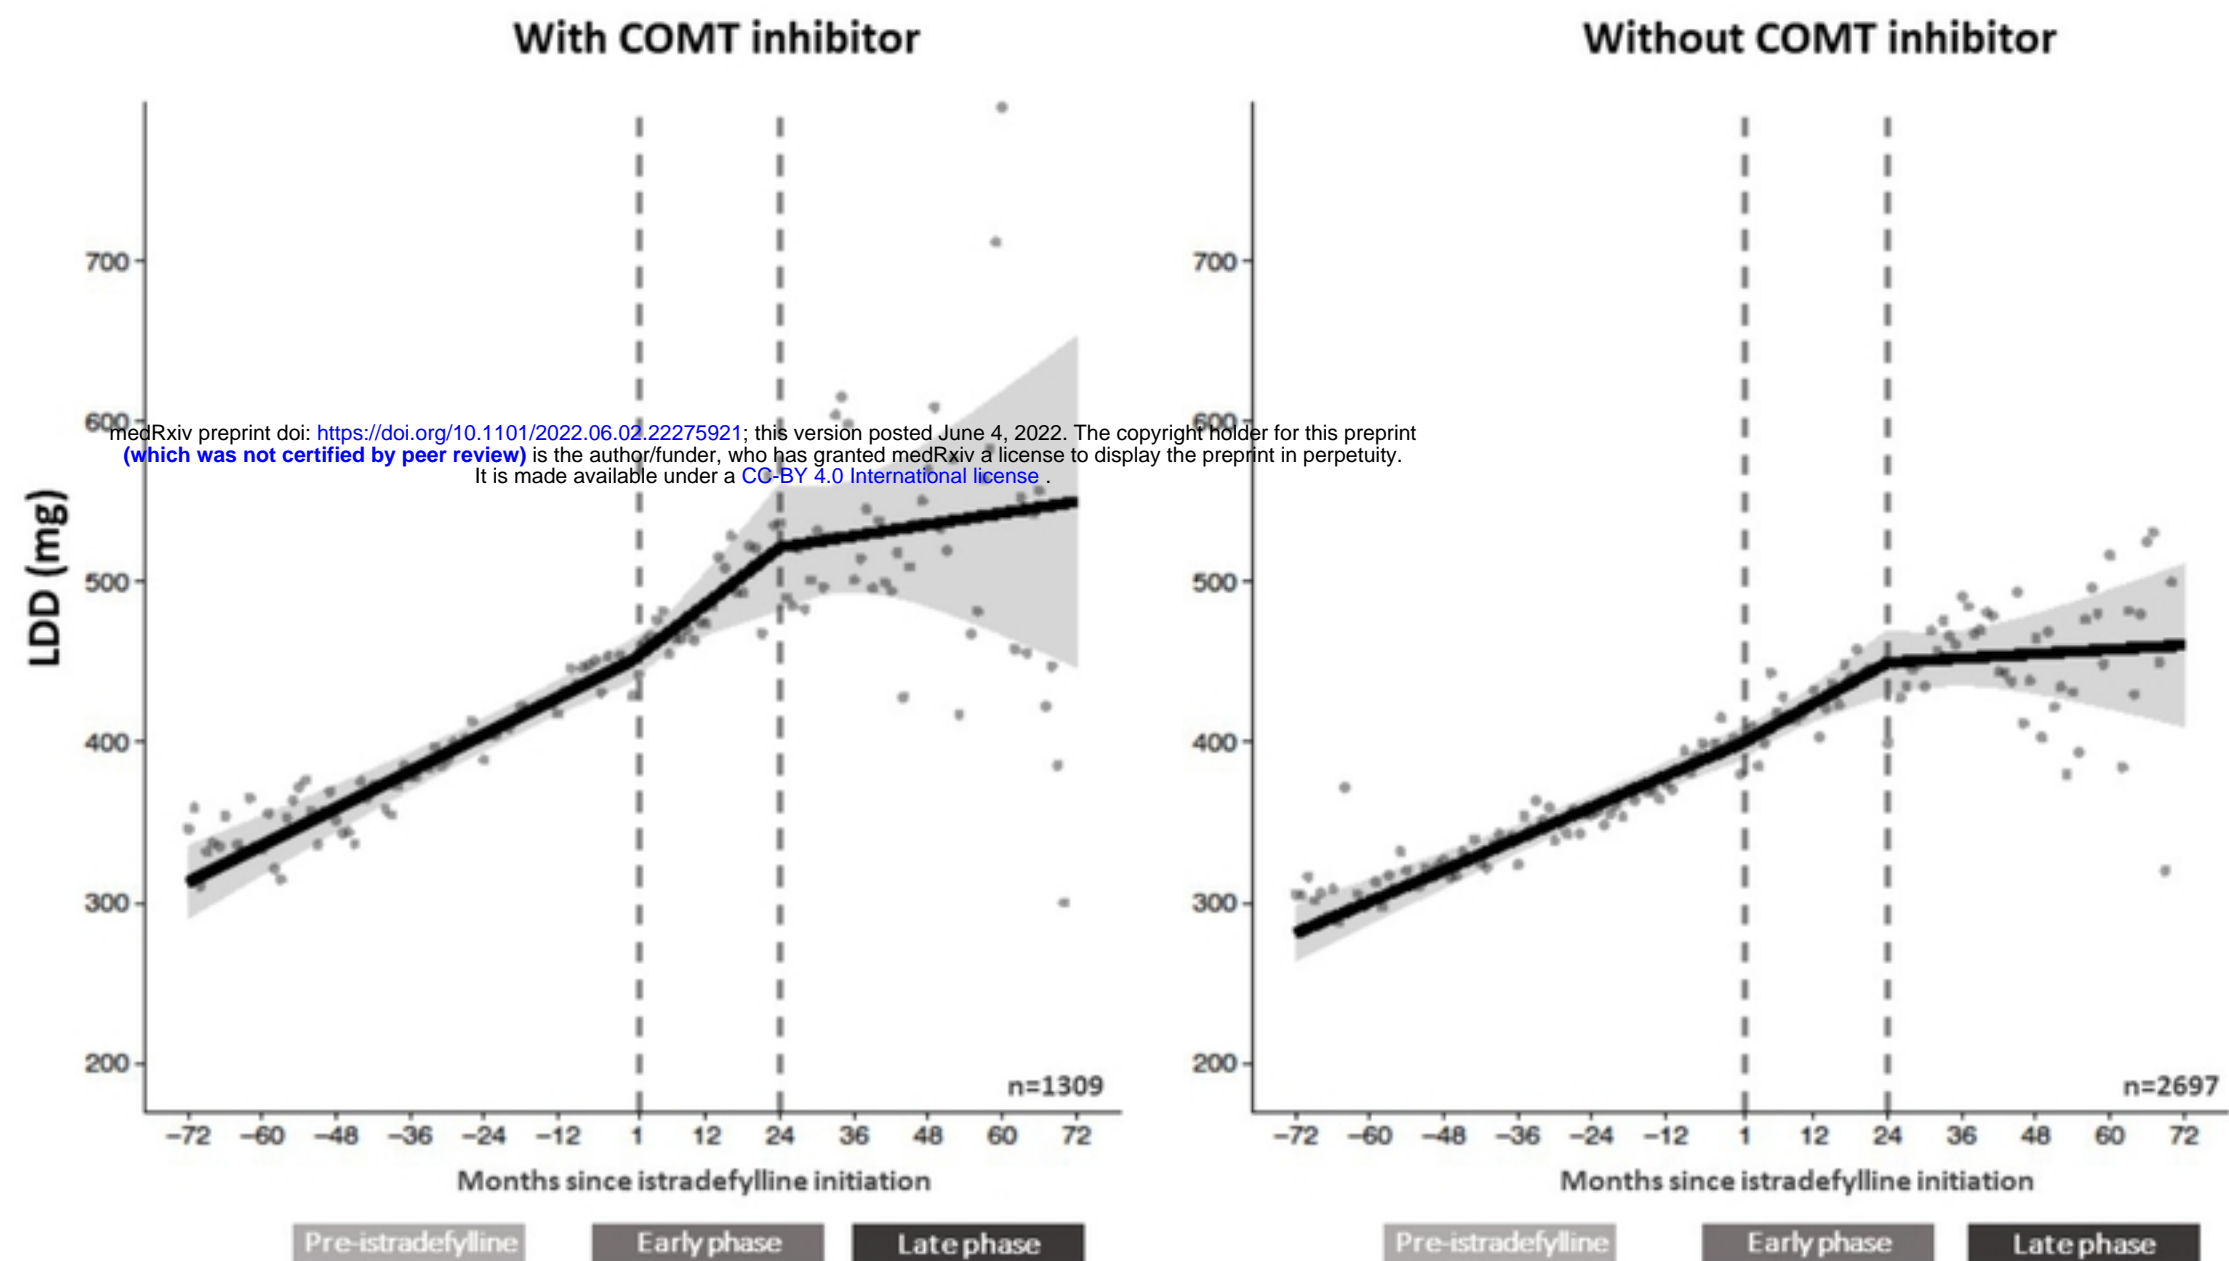 With COMT inhibitor
Without COMT inhibitor
LDD (mg)
700
600
500
400
300
200
700
600
500
400
300
200
medRxiv preprint doi: https://doi.org/10.1101/2022.06.02.22275921; this version posted June 4, 2022. The copyright holder for this preprint
(which was not certified by peer review) is the author/funder, who has granted medRxiv a license to display the preprint in perpetuity.
It is made available under a CC-BY 4.0 International license .
n=1309
n=2697
−72 −60 −48 −36 −24 −12 1 12 24 36 48 60 72
−72 −60 −48 −36 −24 −12 1 12 24 36 48 60 72
Months since istradefylline initiation
Months since istradefylline initiation
Pre-istradefylline Early phase Late phase
Pre-istradefylline Early phase Late phase